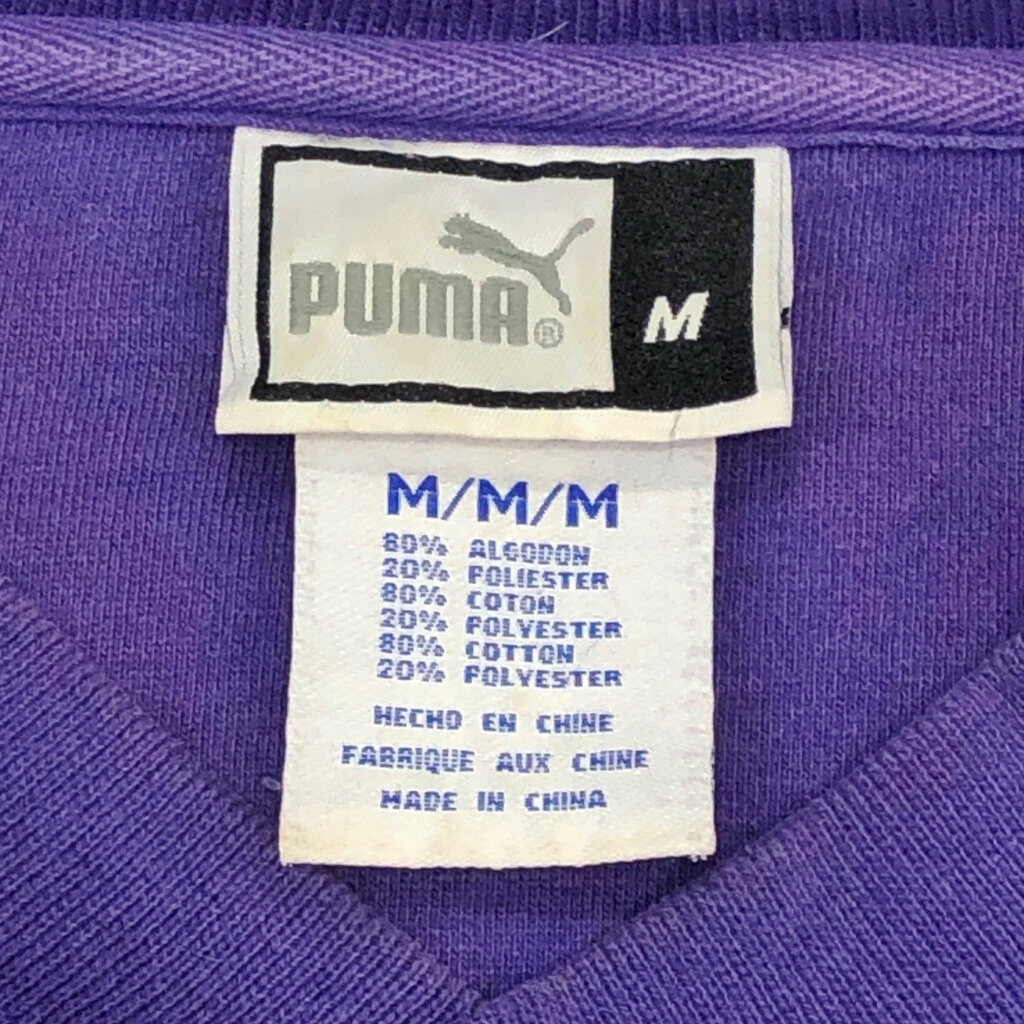 PUMA®
M
M/M/M
80% ALGODON
20% POLIESTER
80% COTON
20% POLYESTER
80% COTTON
20% POLYESTER
HECHO EN CHINE
FABRIQUE AUX CHINE
MADE IN CHINA